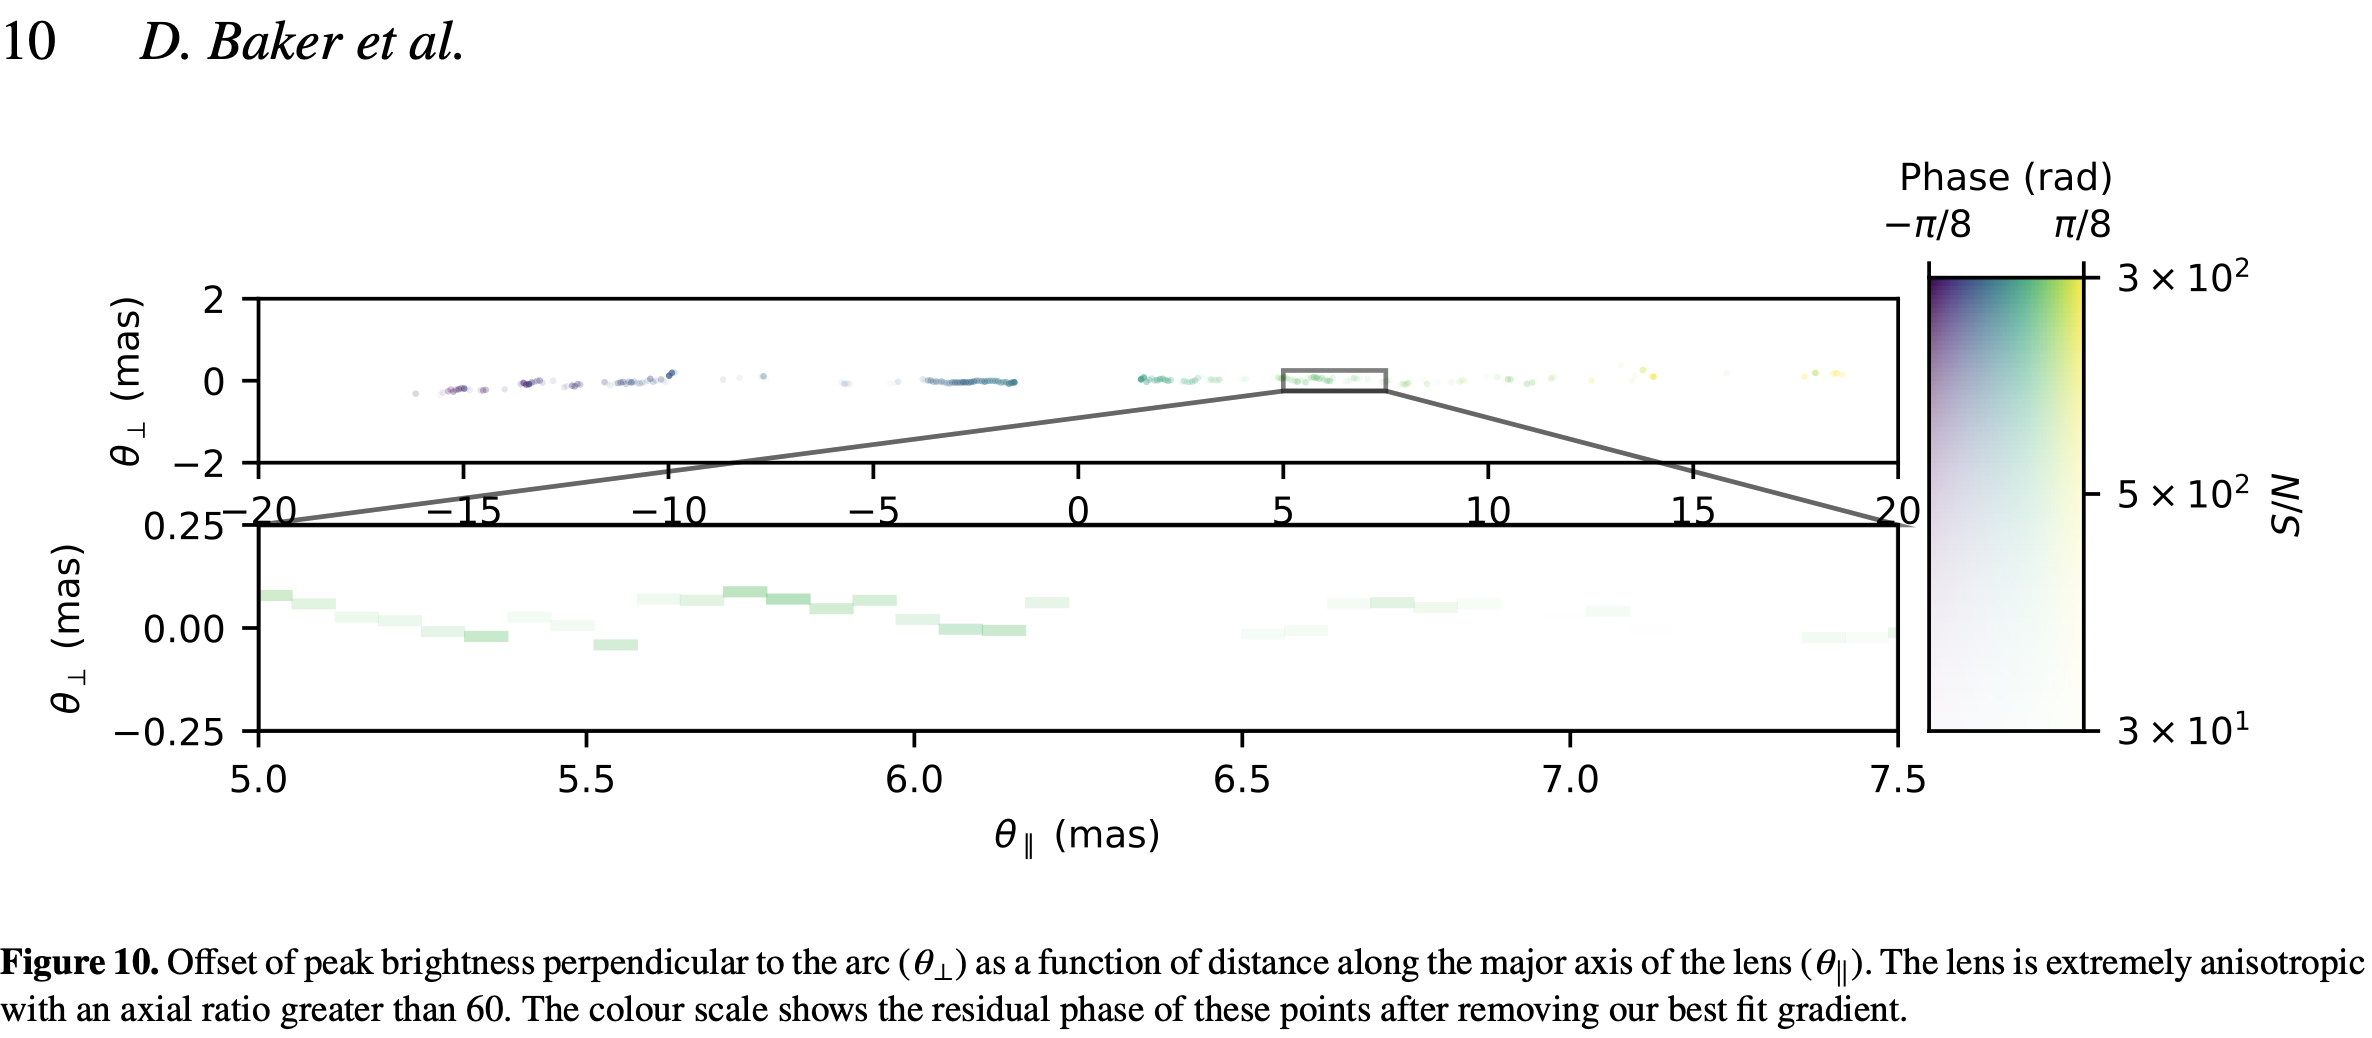 10 D. Baker et al.
Phase (rad)
−π/8 π/8
3 × 10²
5 × 10²
3 × 10¹
S/N
θ⊥ (mas)
2
0
−2
−20 −15 −10 −5 0 5 10 15 20
θ⊥ (mas)
0.25
0.00
−0.25
5.0 5.5 6.0 6.5 7.0 7.5
θ∥ (mas)
Figure 10. Offset of peak brightness perpendicular to the arc (θ⊥) as a function of distance along the major axis of the lens (θ∥). The lens is extremely anisotropic
with an axial ratio greater than 60. The colour scale shows the residual phase of these points after removing our best fit gradient.